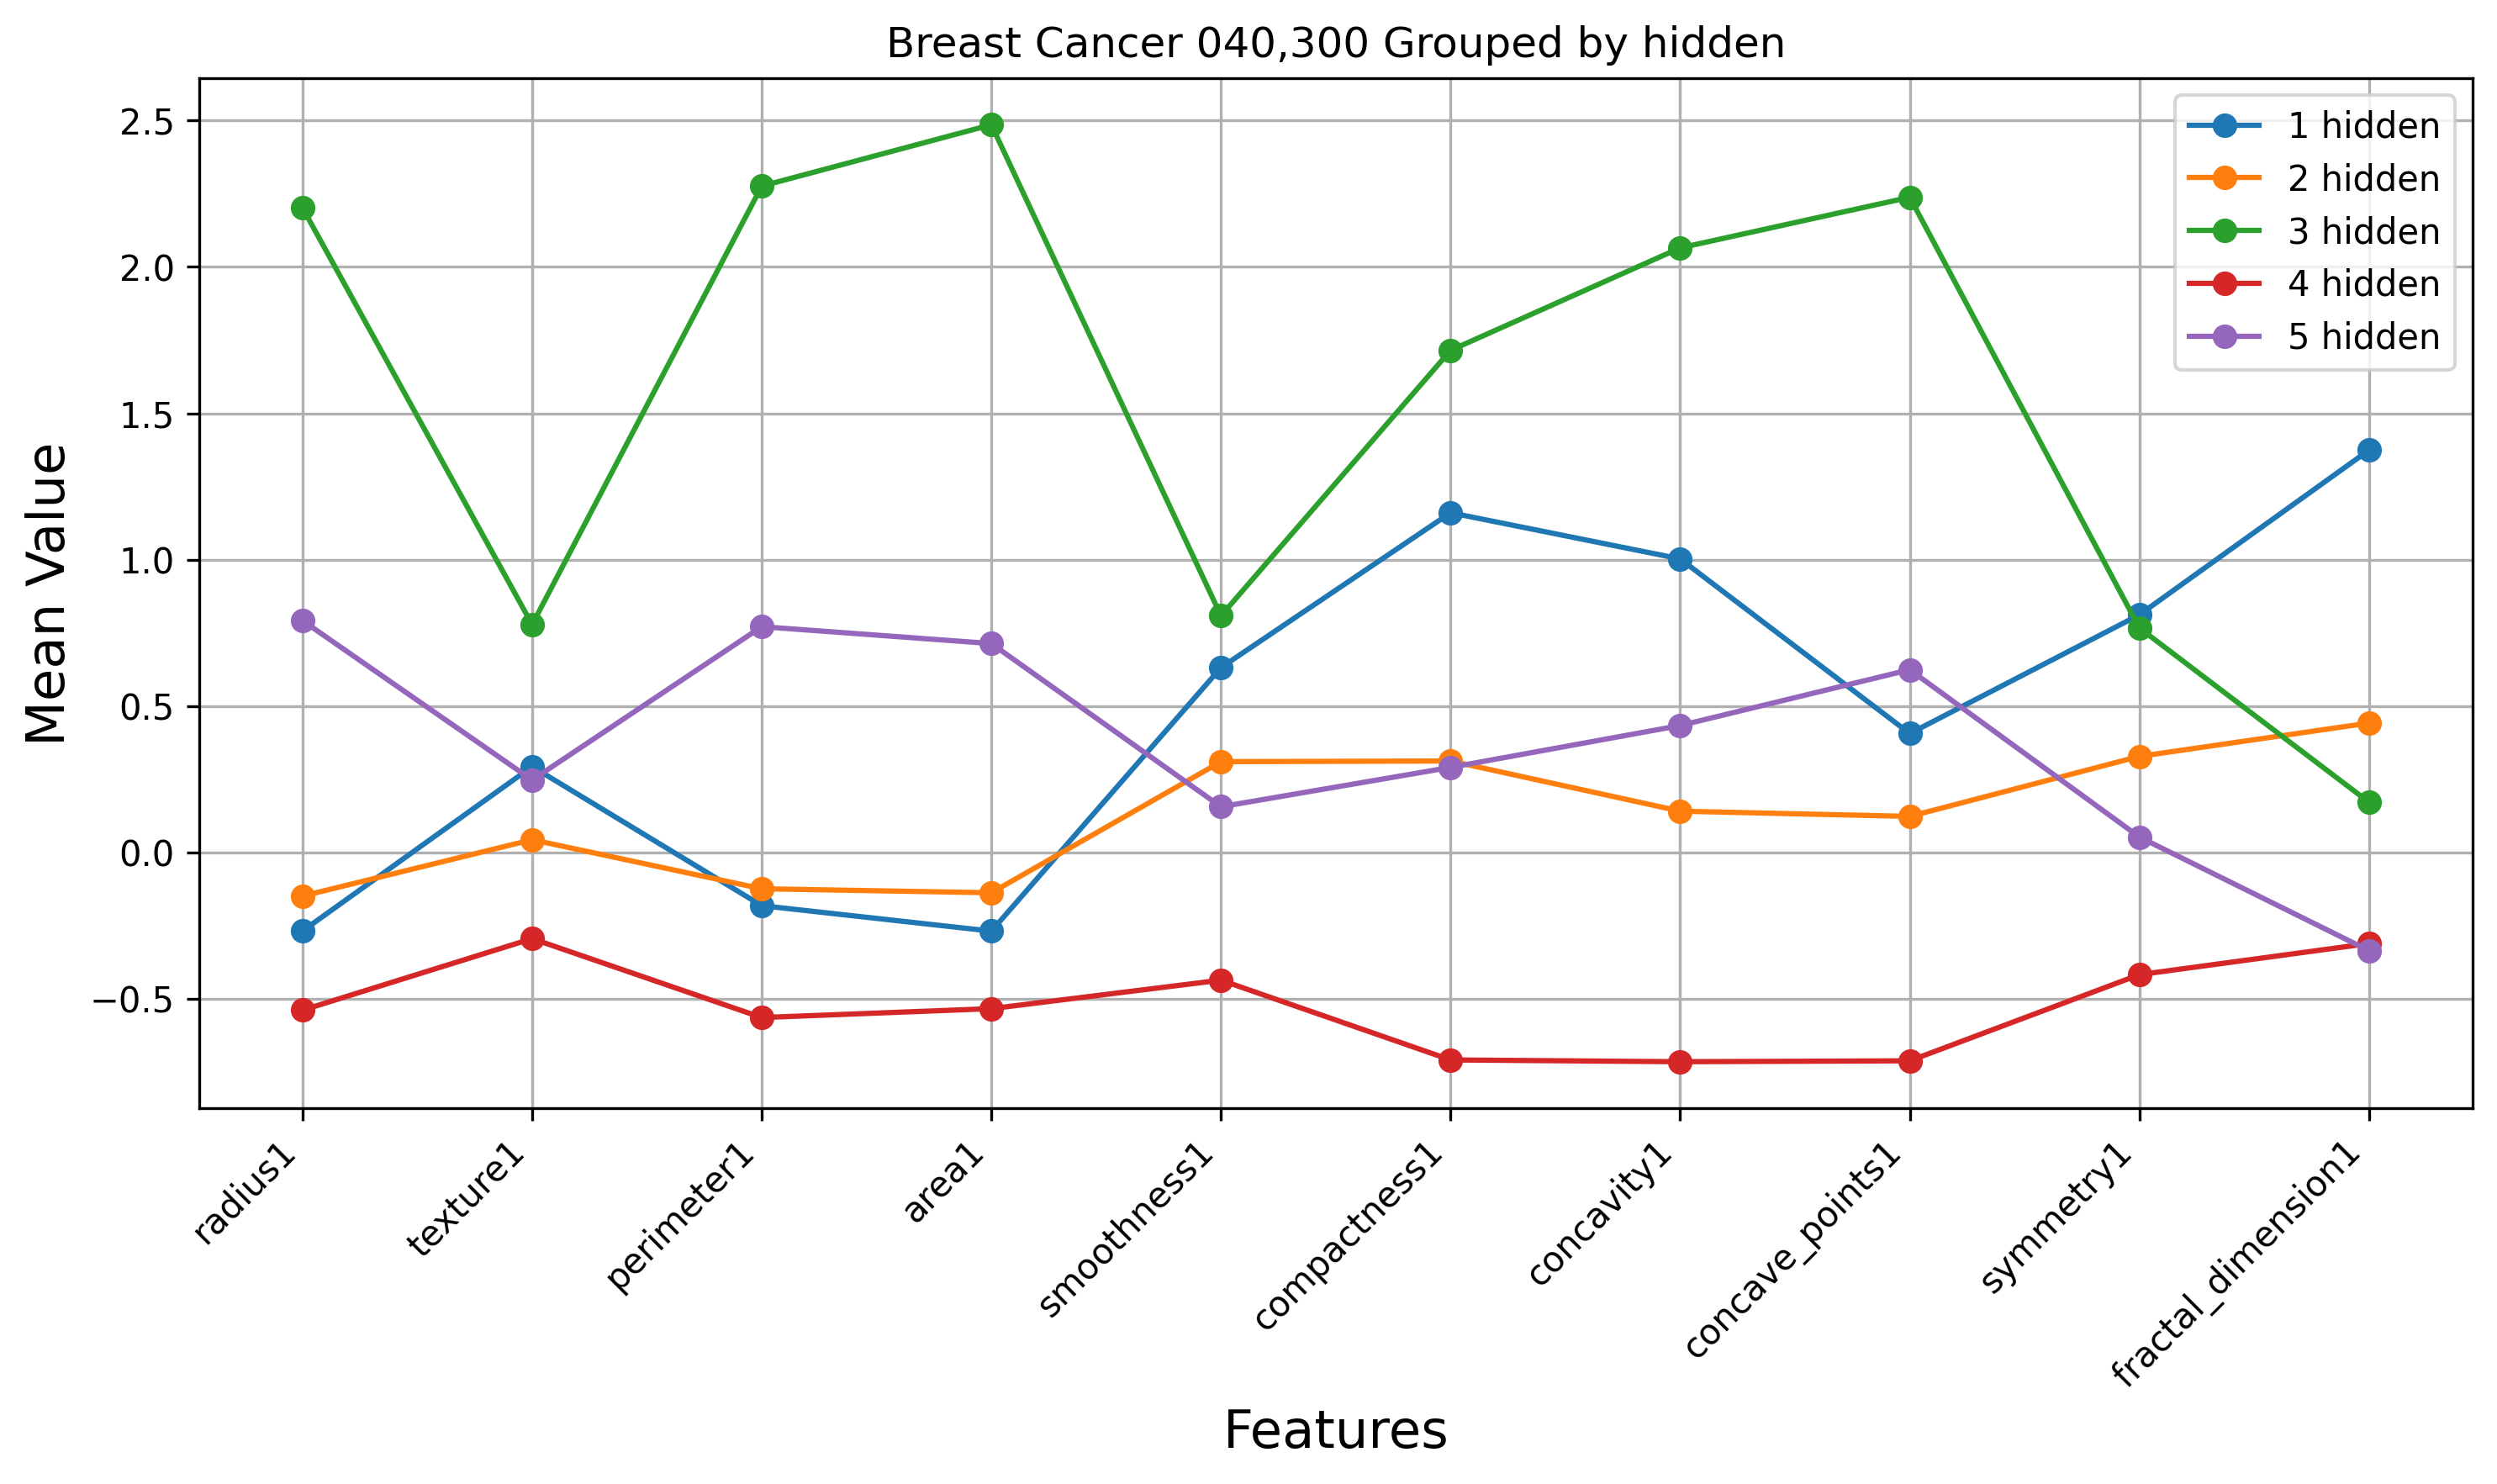 Breast Cancer 040,300 Grouped by hidden
2.5
2.0
1.5
1.0
0.5
0.0
−0.5
Mean Value
1 hidden
2 hidden
3 hidden
4 hidden
5 hidden
radius1
texture1
perimeter1
area1
smoothness1
compactness1
concavity1
concave_points1
symmetry1
fractal_dimension1
Features